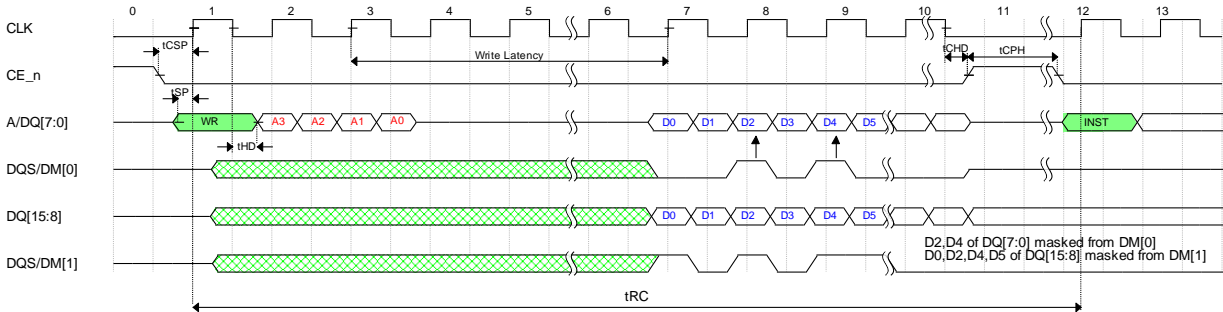 0 1 2 3 4 5 6 7 8 9 10 11 12 13
CLK
tCSP
Write Latency
tCHD
tCPH
CE_n
tSP
A/DQ[7:0]
WR A3 A2 A1 A0 D0 D1 D2 D3 D4 D5 INST
tHD
DQS/DM[0]
DQ[15:8]
D0 D1 D2 D3 D4 D5
D2,D4 of DQ[7:0] masked from DM[0]
D0,D2,D4,D5 of DQ[15:8] masked from DM[1]
DQS/DM[1]
tRC